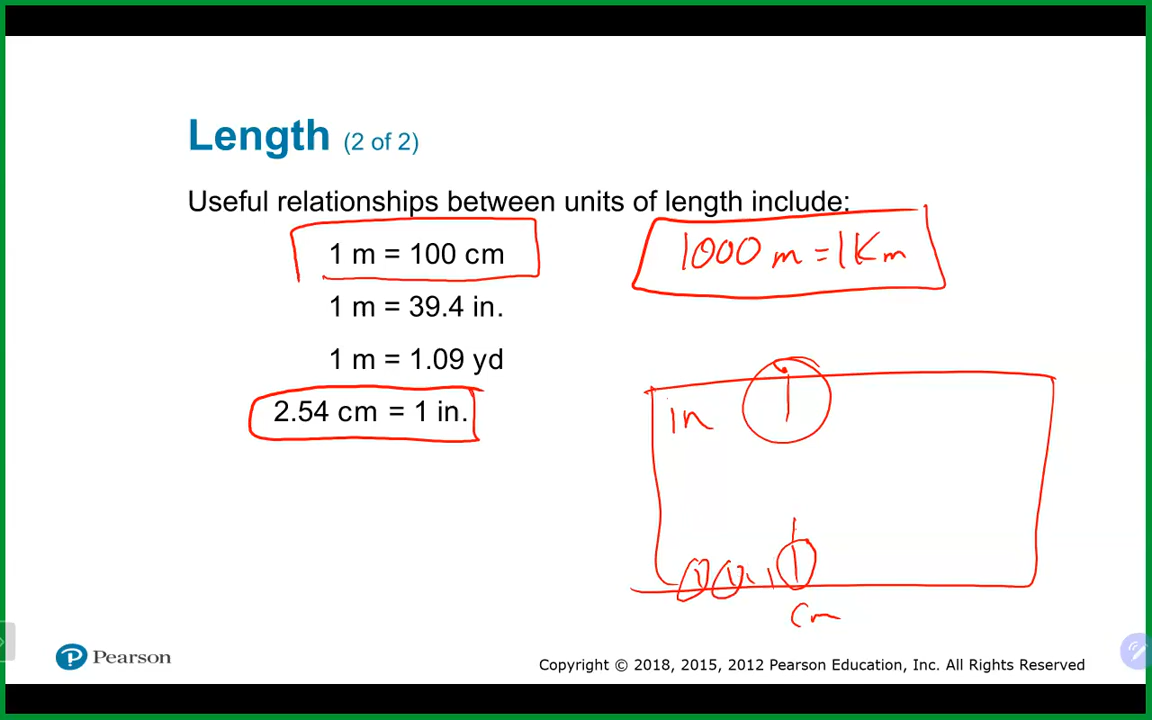 Length (2 of 2)
Useful relationships between units of length include:
1 m = 100 cm
1000 m = 1 Km
1 m = 39.4 in.
1 m = 1.09 yd
2.54 cm = 1 in.
in
cm
Pearson
Copyright © 2018, 2015, 2012 Pearson Education, Inc. All Rights Reserved